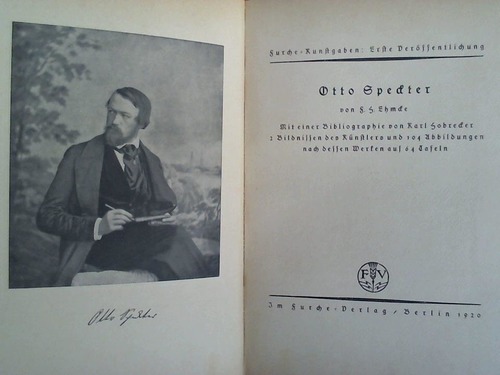 Otto Speckter
Furche-Kunstgaben: Erste Veröffentlichung
Otto Speckter
von F. H. Ehmcke
Mit einer Bibliographie von Karl Hobrecker
2 Bildnissen des Künstlers und 104 Abbildungen
nach dessen Werken auf 64 Tafeln
F V
Im Furche-Verlag / Berlin 1920